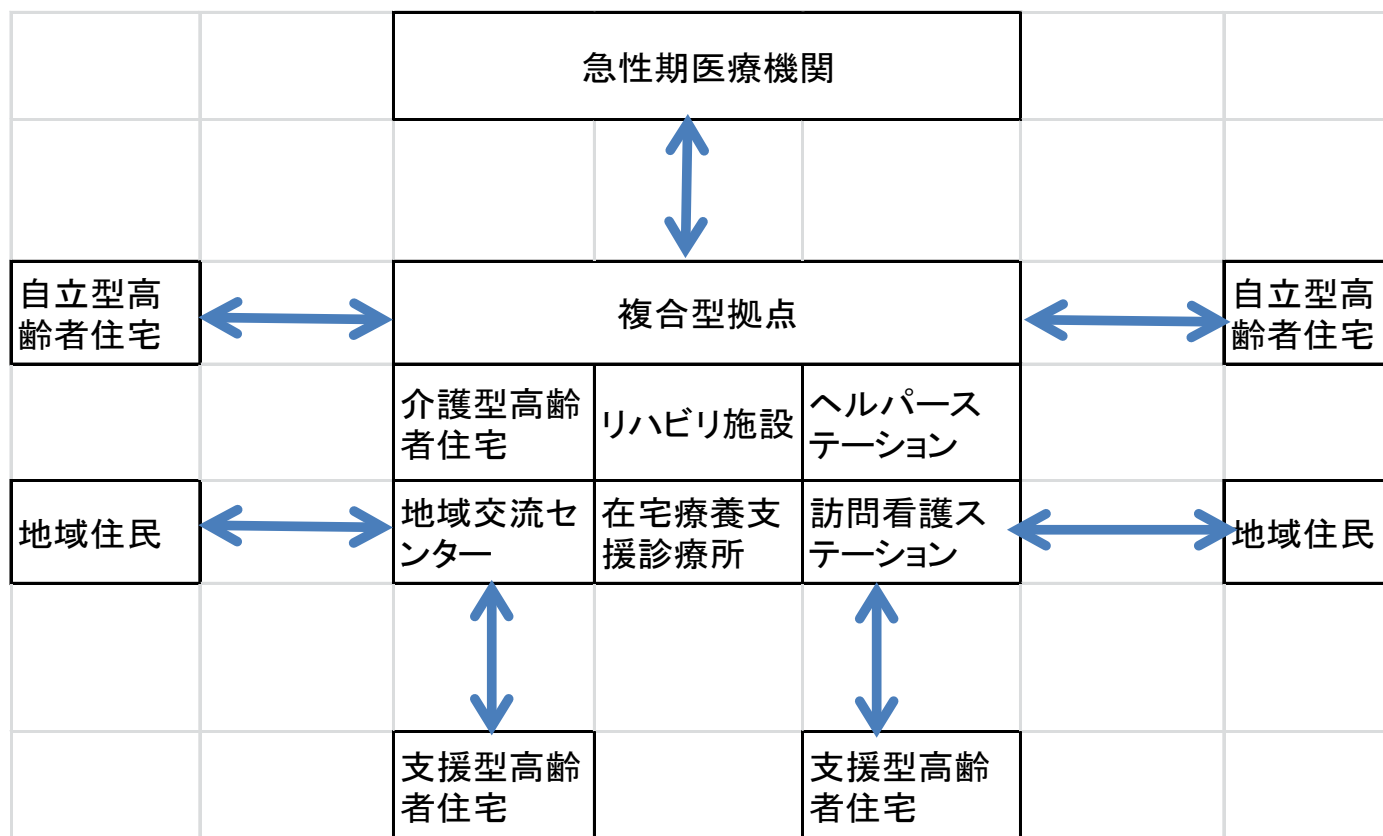 急性期医療機関
自立型高
齢者住宅
複合型拠点
自立型高
齢者住宅
介護型高齢
者住宅
リハビリ施設
ヘルパース
テーション
地域住民
地域交流セ
ンター
在宅療養支
援診療所
訪問看護ス
テーション
地域住民
支援型高齢
者住宅
支援型高齢
者住宅